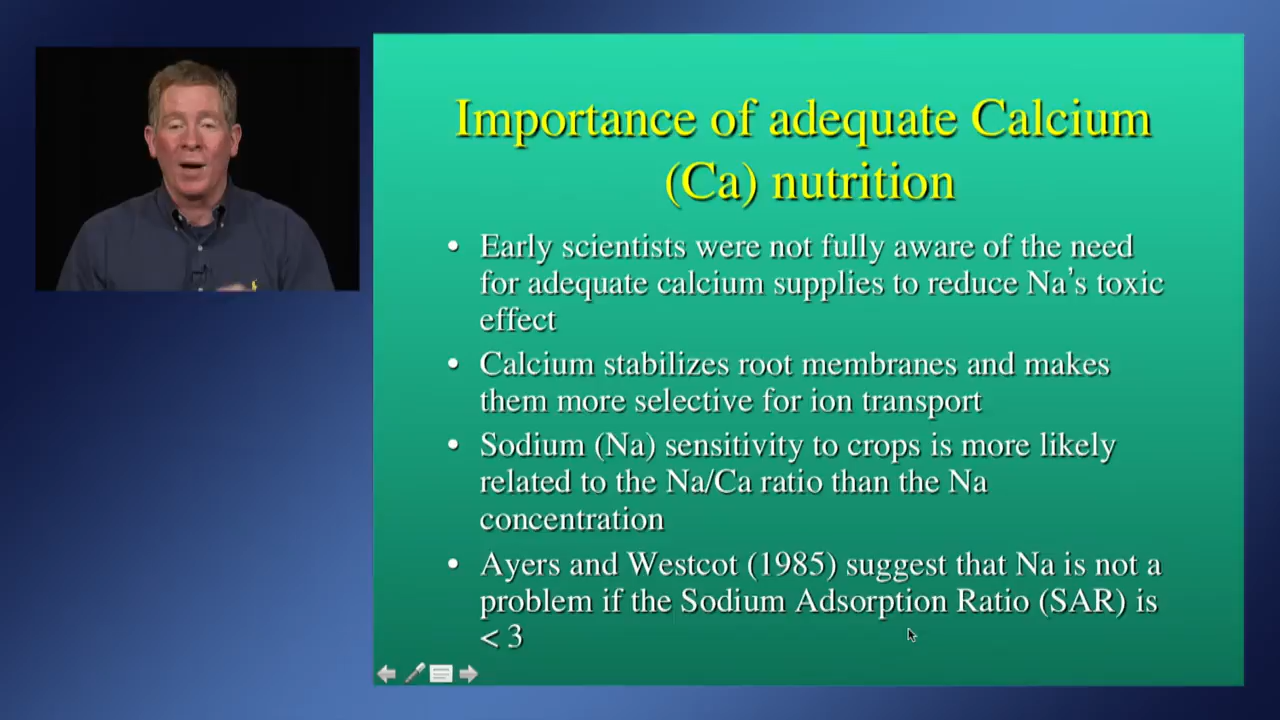 Importance of adequate Calcium
(Ca) nutrition
• Early scientists were not fully aware of the need
for adequate calcium supplies to reduce Na's toxic
effect
• Calcium stabilizes root membranes and makes
them more selective for ion transport
• Sodium (Na) sensitivity to crops is more likely
related to the Na/Ca ratio than the Na
concentration
• Ayers and Westcot (1985) suggest that Na is not a
problem if the Sodium Adsorption Ratio (SAR) is
< 3